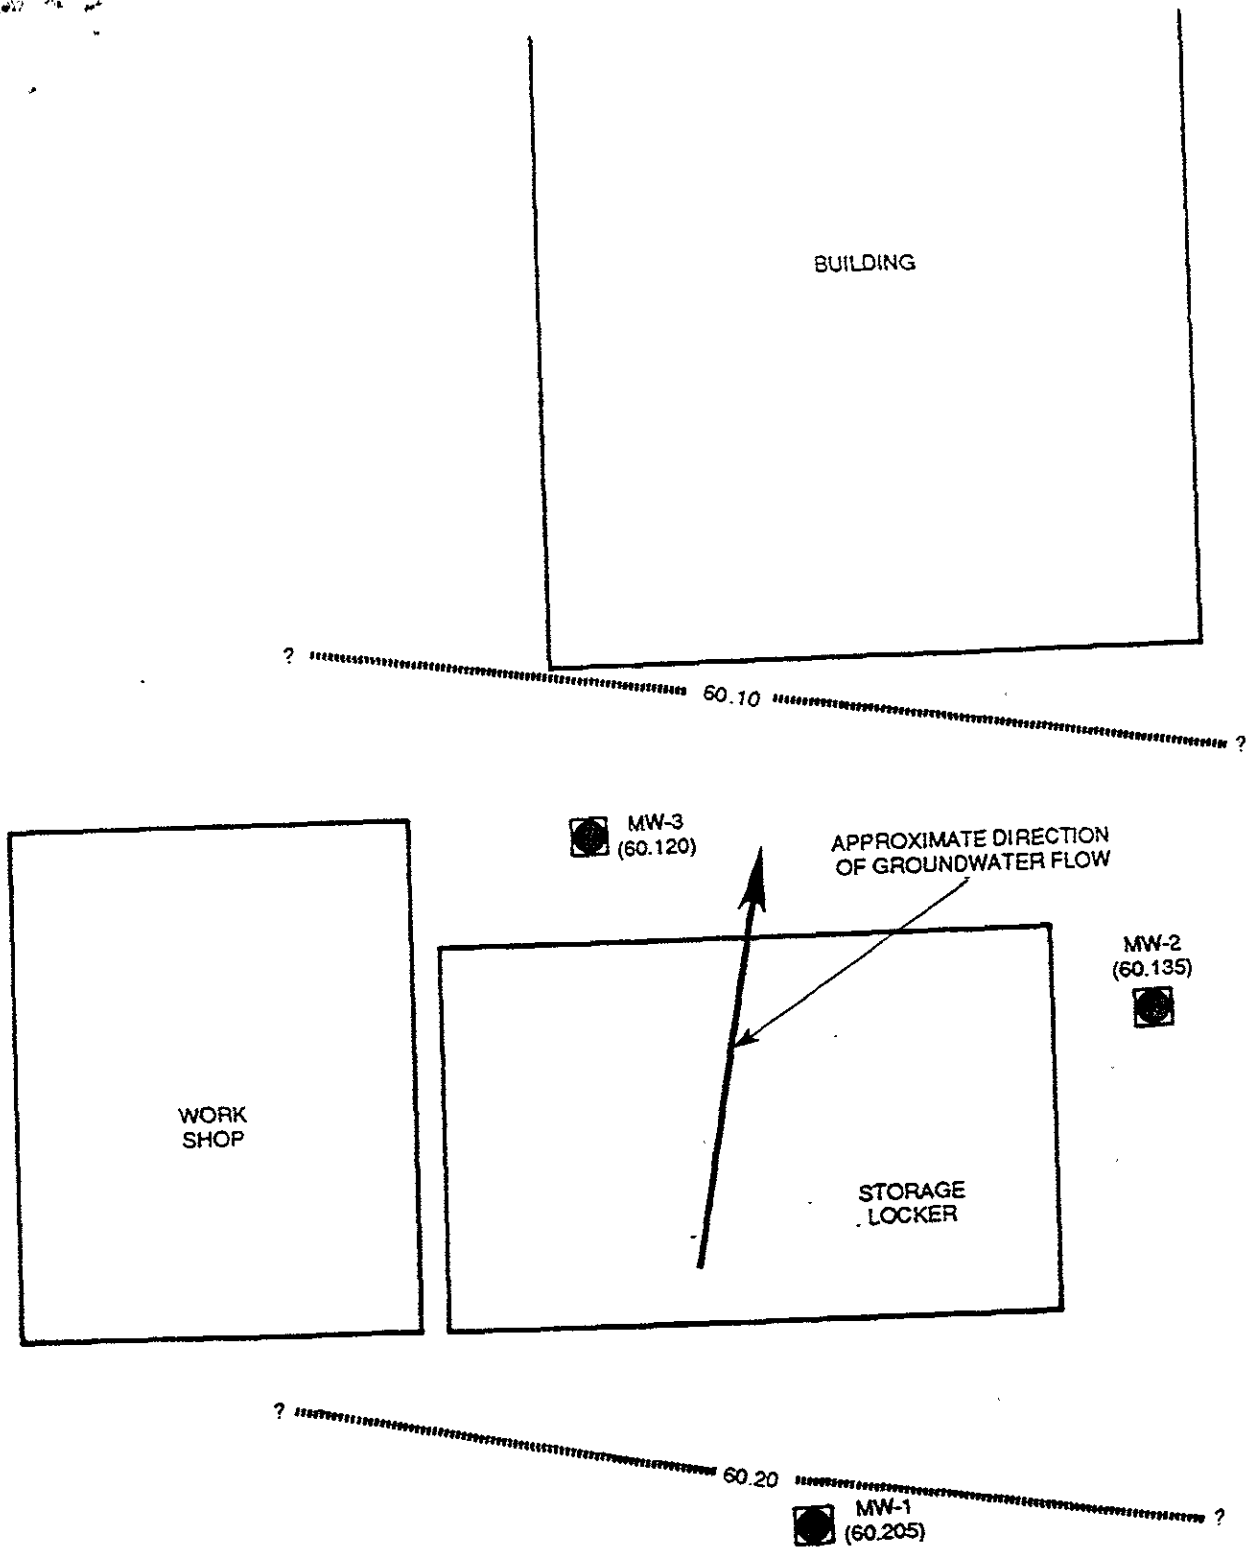 BUILDING
?
60.10
?
MW-3
(60.120)
APPROXIMATE DIRECTION
OF GROUNDWATER FLOW
MW-2
(60.135)
WORK
SHOP
STORAGE
LOCKER
?
60.20
?
MW-1
(60.205)